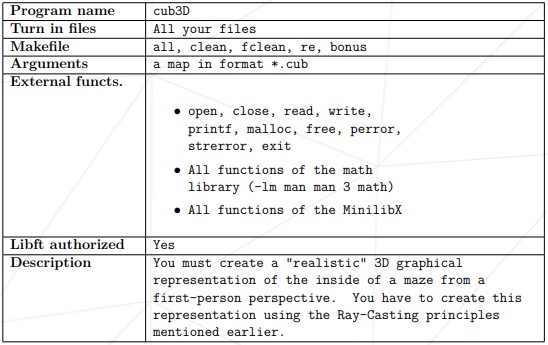 Program name cub3D
Turn in files All your files
Makefile all, clean, fclean, re, bonus
Arguments a map in format *.cub
External functs.
• open, close, read, write,
printf, malloc, free, perror,
strerror, exit
• All functions of the math
library (-lm man man 3 math)
• All functions of the MinilibX
Libft authorized Yes
Description You must create a "realistic" 3D graphical
representation of the inside of a maze from a
first-person perspective. You have to create this
representation using the Ray-Casting principles
mentioned earlier.